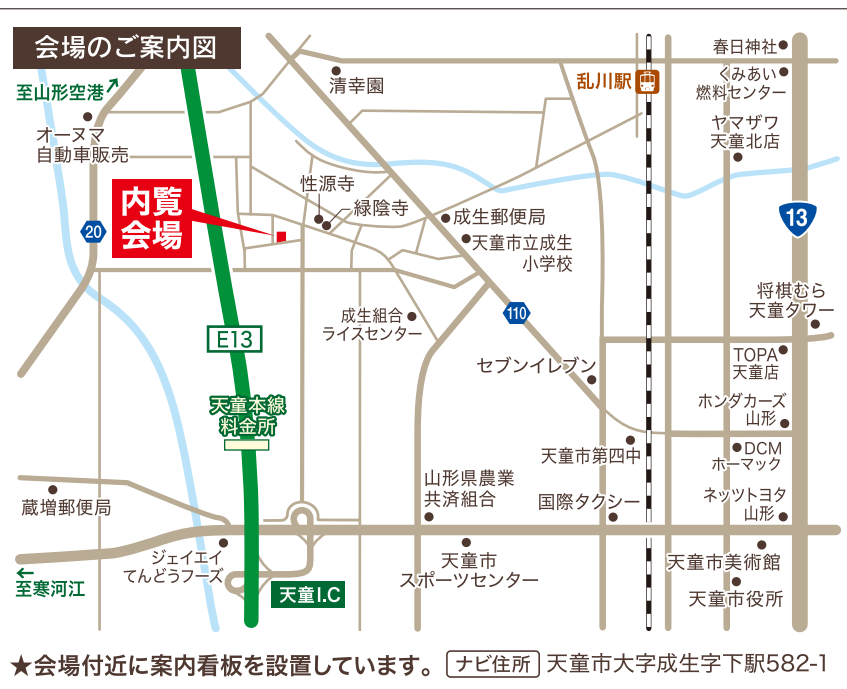 会場のご案内図
至山形空港
オーヌマ
自動車販売
清幸園
乱川駅
春日神社
くみあい
燃料センター
ヤマザワ
天童北店
内覧
会場
性源寺
緑陰寺
成生郵便局
天童市立成生
小学校
20
13
110
将棋むら
天童タワー
成生組合
ライスセンター
E13
セブンイレブン
TOPA
天童店
天童本線
料金所
ホンダカーズ
山形
天童市第四中
DCM
ホーマック
山形県農業
共済組合
国際タクシー
ネッツトヨタ
山形
蔵増郵便局
ジェイエイ
てんどうフーズ
天童市
スポーツセンター
天童市美術館
天童市役所
至寒河江
天童I.C
★会場付近に案内看板を設置しています。 ナビ住所 天童市大字成生字下駅582-1